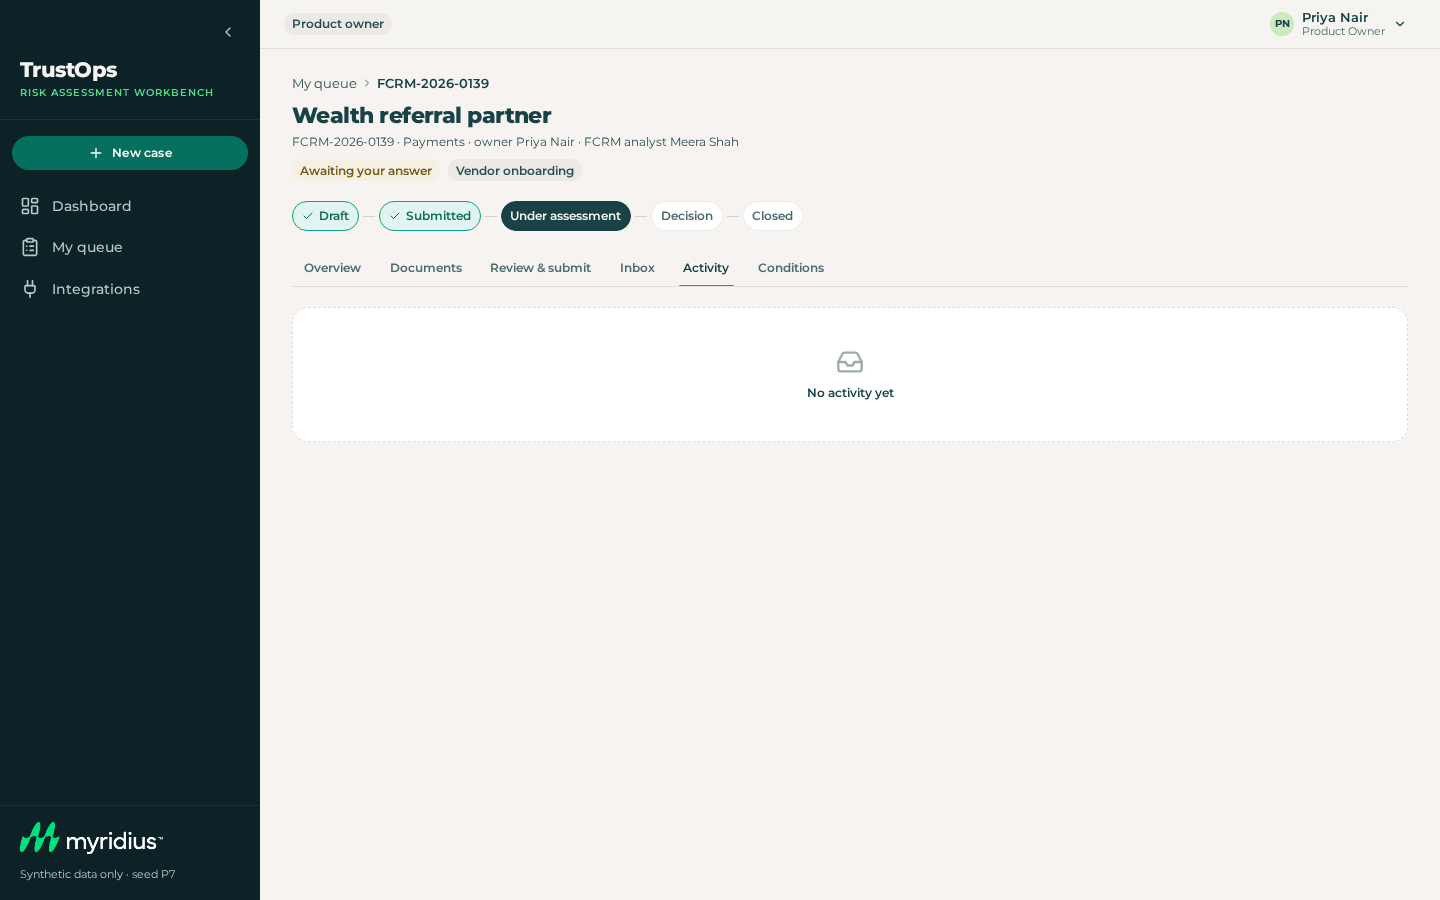 Product owner
PN
Priya Nair
Product Owner
TrustOps
RISK ASSESSMENT WORKBENCH
New case
Dashboard
My queue
Integrations
My queue FCRM-2026-0139
Wealth referral partner
FCRM-2026-0139 · Payments · owner Priya Nair · FCRM analyst Meera Shah
Awaiting your answer Vendor onboarding
Draft Submitted Under assessment Decision Closed
Overview Documents Review & submit Inbox Activity Conditions
No activity yet
myridius™
Synthetic data only · seed P7